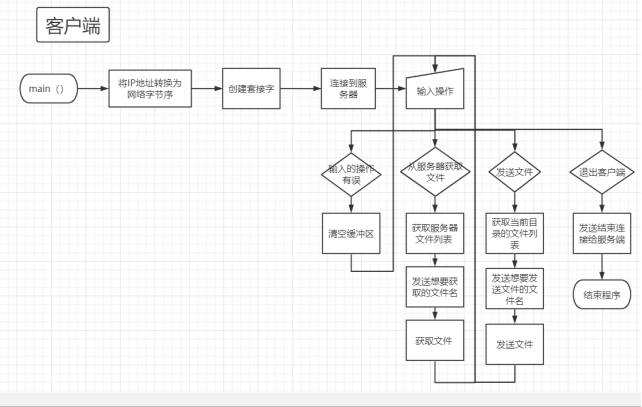 客户端
main（）
将IP地址转换为
网络字节序
创建套接字
连接到服
务器
输入操作
输入的操作
有误
从服务器获取
文件
发送文件
退出客户端
清空缓冲区
获取服务器
文件列表
获取当前目
录的文件列
表
发送结束连
接给服务端
发送想要获
取的文件名
发送想要发
送文件的文
件名
结束程序
获取文件
发送文件